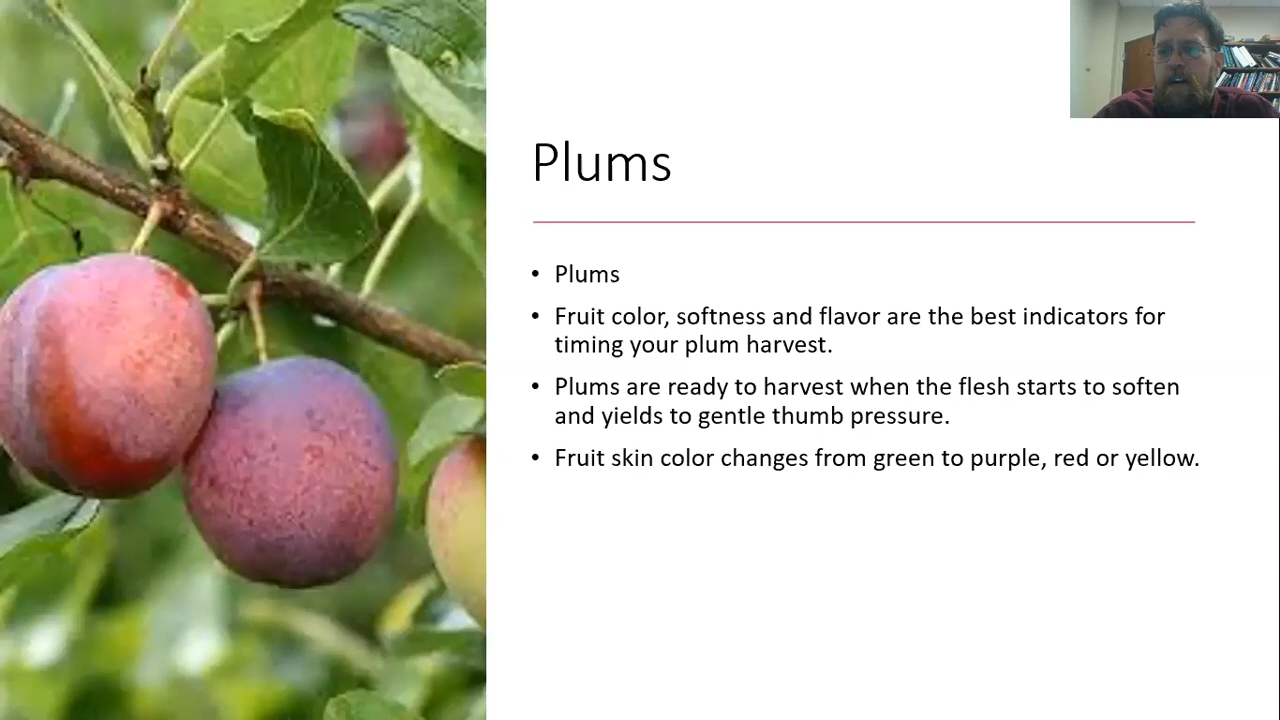 Plums
• Plums
• Fruit color, softness and flavor are the best indicators for
timing your plum harvest.
• Plums are ready to harvest when the flesh starts to soften
and yields to gentle thumb pressure.
• Fruit skin color changes from green to purple, red or yellow.